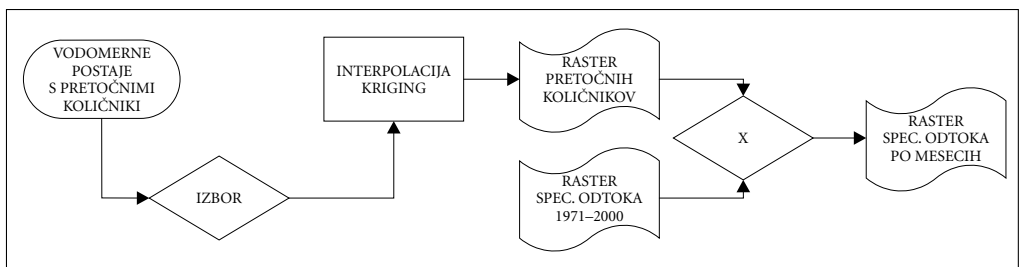 VODOMERNE
POSTAJE
S PRETOČNIMI
KOLIČNIKI
IZBOR
INTERPOLACIJA
KRIGING
RASTER
PRETOČNIH
KOLIČNIKOV
RASTER
SPEC. ODTOKA
1971–2000
X
RASTER
SPEC. ODTOKA
PO MESECIH